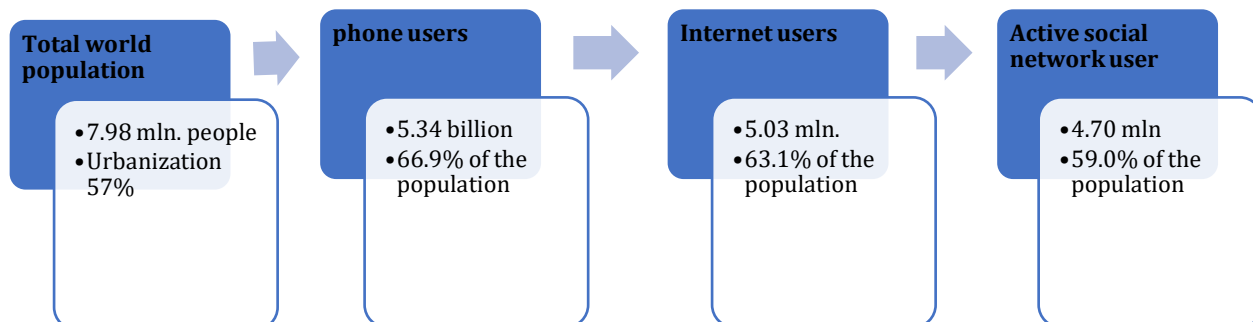 Total world
population
•7.98 mln. people
•Urbanization
57%
phone users
•5.34 billion
•66.9% of the
population
Internet users
•5.03 mln.
•63.1% of the
population
Active social
network user
•4.70 mln
•59.0% of the
population